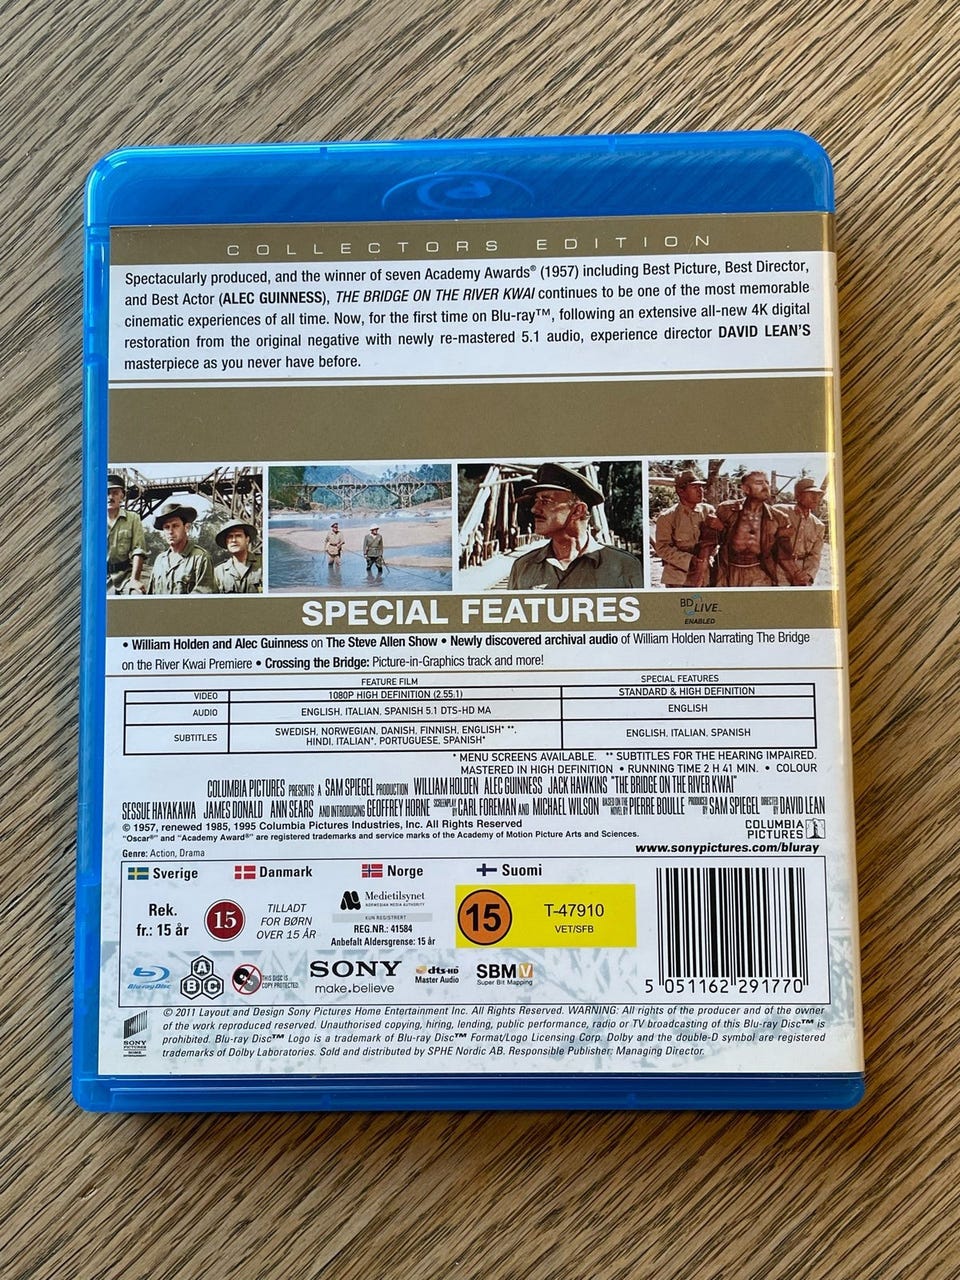 COLLECTORS EDITION
Spectacularly produced, and the winner of seven Academy Awards® (1957) including Best Picture, Best Director,
and Best Actor (ALEC GUINNESS), THE BRIDGE ON THE RIVER KWAI continues to be one of the most memorable
cinematic experiences of all time. Now, for the first time on Blu-ray™, following an extensive all-new 4K digital
restoration from the original negative with newly re-mastered 5.1 audio, experience director DAVID LEAN'S
masterpiece as you never have before.
SPECIAL FEATURES
BD LIVE™
ENABLED
• William Holden and Alec Guinness on The Steve Allen Show • Newly discovered archival audio of William Holden Narrating The Bridge
on the River Kwai Premiere • Crossing the Bridge: Picture-in-Graphics track and more!
FEATURE FILM SPECIAL FEATURES
VIDEO 1080P HIGH DEFINITION (2.55:1) STANDARD & HIGH DEFINITION
AUDIO ENGLISH, ITALIAN, SPANISH 5.1 DTS-HD MA ENGLISH
SUBTITLES SWEDISH, NORWEGIAN, DANISH, FINNISH, ENGLISH* **,
HINDI, ITALIAN*, PORTUGUESE, SPANISH* ENGLISH, ITALIAN, SPANISH
* MENU SCREENS AVAILABLE. ** SUBTITLES FOR THE HEARING IMPAIRED.
MASTERED IN HIGH DEFINITION • RUNNING TIME 2 H 41 MIN. • COLOUR
COLUMBIA PICTURES PRESENTS A SAM SPIEGEL PRODUCTION WILLIAM HOLDEN ALEC GUINNESS JACK HAWKINS "THE BRIDGE ON THE RIVER KWAI"
SESSUE HAYAKAWA JAMES DONALD ANN SEARS AND INTRODUCING GEOFFREY HORNE SCREENPLAY BY CARL FOREMAN AND MICHAEL WILSON BASED ON THE NOVEL BY PIERRE BOULLE PRODUCED BY SAM SPIEGEL DIRECTED BY DAVID LEAN
© 1957, renewed 1985, 1995 Columbia Pictures Industries, Inc. All Rights Reserved
"Oscar®" and "Academy Award®" are registered trademarks and service marks of the Academy of Motion Picture Arts and Sciences.
COLUMBIA
PICTURES
www.sonypictures.com/bluray
Genre: Action, Drama
Sverige Danmark Norge Suomi
Rek.
fr.: 15 år
15
TILLADT
FOR BØRN
OVER 15 ÅR
Medietilsynet
NORWEGIAN MEDIA AUTHORITY
KUN REGISTRERT
REG.NR.: 41584
Anbefalt Aldersgrense: 15 år
15
T-47910
VET/SFB
Blu-ray Disc
A
B C
THIS DISC IS
COPY PROTECTED
SONY
make.believe
dts-HD
Master Audio
SBMV
Super Bit Mapping
5 051162 291770
SONY
PICTURES
© 2011 Layout and Design Sony Pictures Home Entertainment Inc. All Rights Reserved. WARNING: All rights of the producer and of the owner
of the work reproduced reserved. Unauthorised copying, hiring, lending, public performance, radio or TV broadcasting of this Blu-ray Disc™ is
prohibited. Blu-ray Disc™ Logo is a trademark of Blu-ray Disc™ Format/Logo Licensing Corp. Dolby and the double-D symbol are registered
trademarks of Dolby Laboratories. Sold and distributed by SPHE Nordic AB. Responsible Publisher: Managing Director.